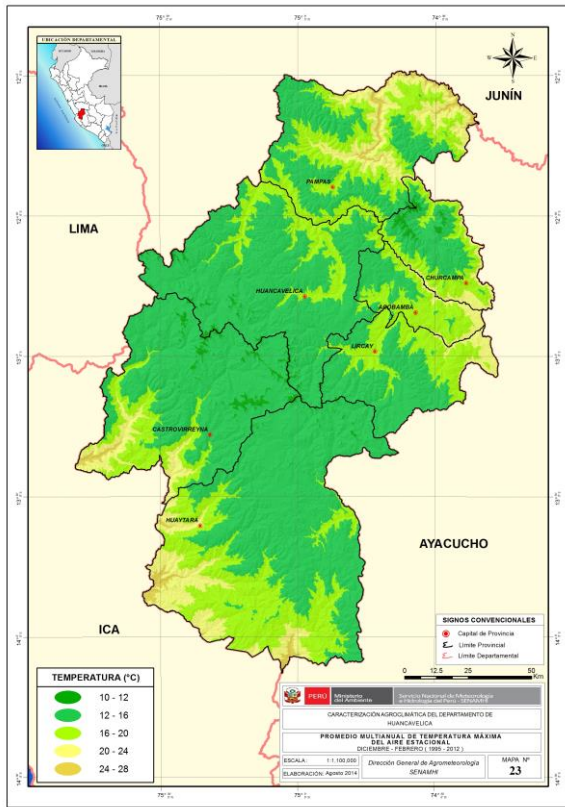 UBICACIÓN DEPARTAMENTAL
ECUADOR
COLOMBIA
BRASIL
N
W
E
S
JUNÍN
PAMPAS
LIMA
CHURCAMPA
HUANCAVELICA
ACOBAMBA
LIRCAY
CASTROVIRREYNA
HUAYTARA
AYACUCHO
ICA
SIGNOS CONVENCIONALES
Capital de Provincia
Límite Provincial
Límite Departamental
0 12.5 25 50
Km
TEMPERATURA (°C)
10 - 12
12 - 16
16 - 20
20 - 24
24 - 28
PERÚ
Ministerio
del Ambiente
Servicio Nacional de Meteorología
e Hidrología del Perú - SENAMHI
CARACTERIZACIÓN AGROCLIMÁTICA DEL DEPARTAMENTO DE
HUANCAVELICA
PROMEDIO MULTIANUAL DE TEMPERATURA MÁXIMA
DEL AIRE ESTACIONAL
DICIEMBRE - FEBRERO ( 1995 - 2012 )
ESCALA: 1:1,100,000
ELABORACIÓN: Agosto 2014
Dirección General de Agrometeorología
SENAMHI
MAPA N°
23